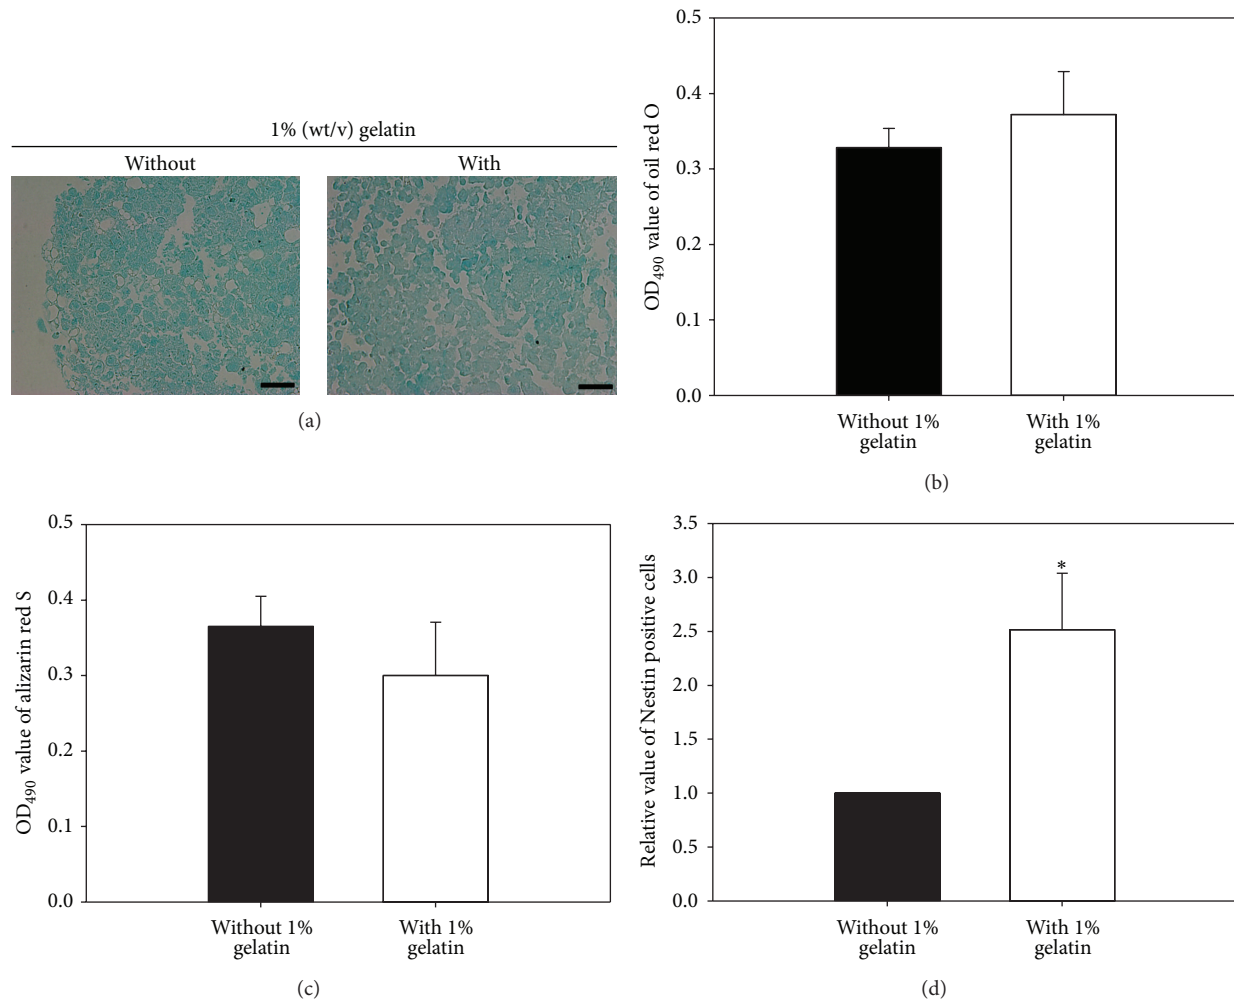 1% (wt/v) gelatin
Without
With
(a)
OD490 value of oil red O
0.5
0.4
0.3
0.2
0.1
0.0
Without 1%
gelatin
With 1%
gelatin
(b)
OD490 value of alizarin red S
0.5
0.4
0.3
0.2
0.1
0.0
Without 1%
gelatin
With 1%
gelatin
(c)
Relative value of Nestin positive cells
3.5
3.0
2.5
2.0
1.5
1.0
0.5
0.0
*
Without 1%
gelatin
With 1%
gelatin
(d)